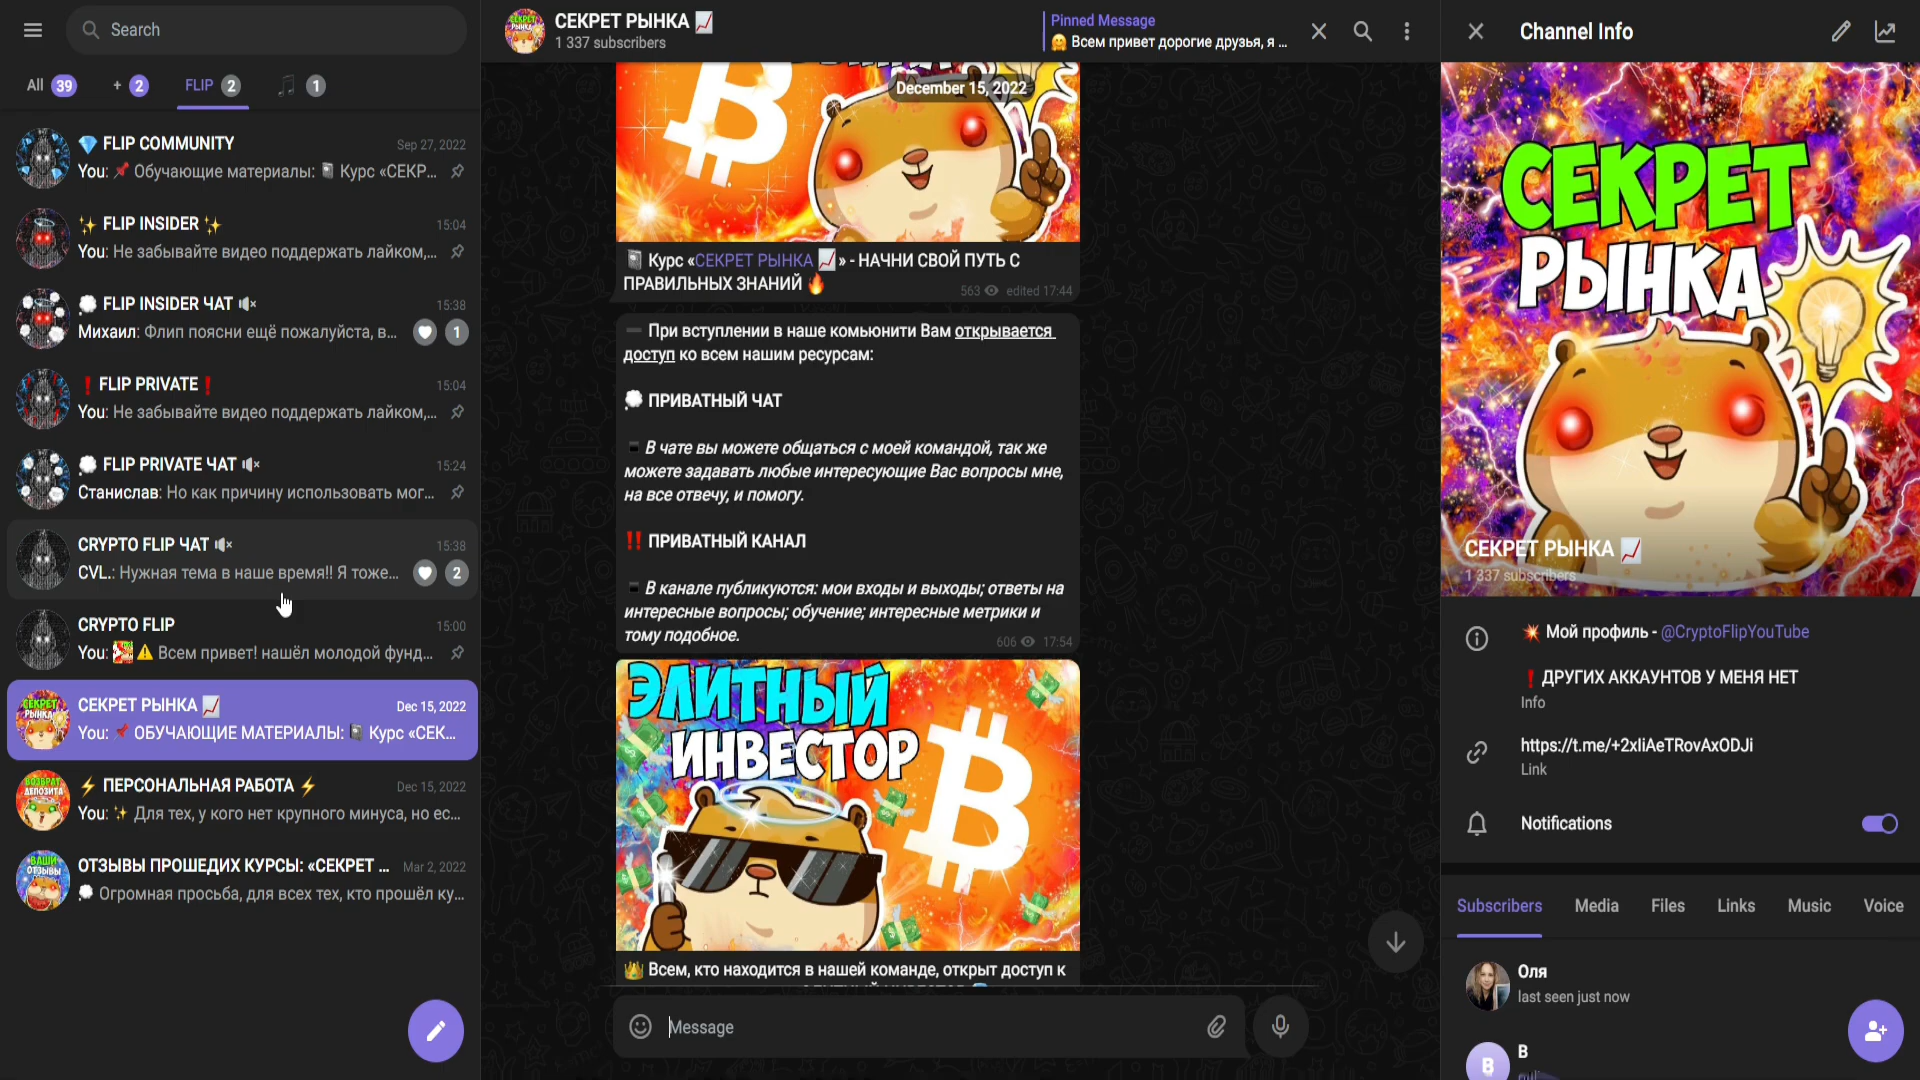 Search
All 39
+ 2
FLIP 2
1
FLIP COMMUNITY
Sep 27, 2022
You: 📌 Обучающие материалы: 📓 Курс «СЕКР...
FLIP INSIDER
15:04
You: Не забывайте видео поддержать лайком,...
FLIP INSIDER ЧАТ
15:38
Михаил: Флип поясни ещё пожалуйста, в...
1
FLIP PRIVATE
15:04
You: Не забывайте видео поддержать лайком,...
FLIP PRIVATE ЧАТ
15:24
Станислав: Но как причину использовать мог...
CRYPTO FLIP ЧАТ
15:38
CVL.: Нужная тема в наше время!! Я тоже...
2
CRYPTO FLIP
15:00
You: ⚠ Всем привет! нашёл молодой фунд...
СЕКРЕТ РЫНКА
Dec 15, 2022
You: 📌 ОБУЧАЮЩИЕ МАТЕРИАЛЫ: 📓 Курс «СЕК...
⚡ ПЕРСОНАЛЬНАЯ РАБОТА ⚡
Dec 15, 2022
You: ✨ Для тех, у кого нет крупного минуса, но ес...
ОТЗЫВЫ ПРОШЕДИХ КУРСЫ: «СЕКРЕТ ...
Mar 2, 2022
Огромная просьба, для всех тех, кто прошёл ку...
СЕКРЕТ РЫНКА
1 337 subscribers
Pinned Message
Всем привет дорогие друзья, я ...
December 15, 2022
📓 Курс «СЕКРЕТ РЫНКА 📈» - НАЧНИ СВОЙ ПУТЬ С
ПРАВИЛЬНЫХ ЗНАНИЙ 🔥
563 edited 17:44
➖ При вступлении в наше комьюнити Вам открывается
доступ ко всем нашим ресурсам:
ПРИВАТНЫЙ ЧАТ
В чате вы можете общаться с моей командой, так же
можете задавать любые интересующие Вас вопросы мне,
на все отвечу, и помогу.
‼ ПРИВАТНЫЙ КАНАЛ
В канале публикуются: мои входы и выходы; ответы на
интересные вопросы; обучение; интересные метрики и
тому подобное.
606 17:54
ЭЛИТНЫЙ
ИНВЕСТОР
👑 Всем, кто находится в нашей команде, открыт доступ к
Message
Channel Info
СЕКРЕТ
РЫНКА
СЕКРЕТ РЫНКА
1 337 subscribers
💥 Мой профиль - @CryptoFlipYouTube
❗ ДРУГИХ АККАУНТОВ У МЕНЯ НЕТ
Info
https://t.me/+2xliAeTRovAxODJi
Link
Notifications
Subscribers Media Files Links Music Voice
Оля
last seen just now
B
B